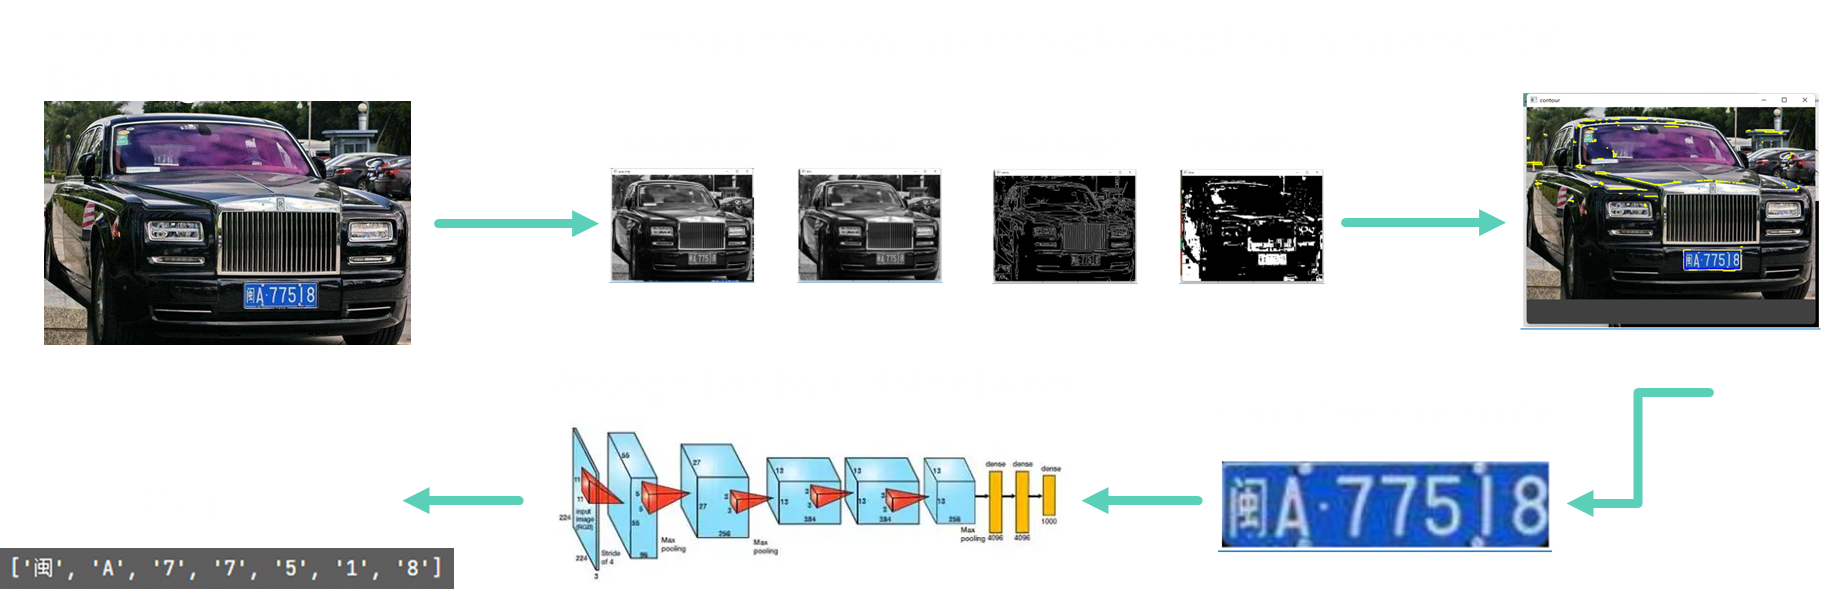 闽A·77518
contour
闽A·77518
闽A·77518
['闽', 'A', '7', '7', '5', '1', '8']
224
224
3
11
11
input
image
(RGB)
Stride
of 4
55
55
96
5
5
Max
pooling
27
27
256
3
3
Max
pooling
13
13
384
3
3
13
13
384
3
3
13
13
256
Max
pooling
dense
dense
dense
4096
4096
1000